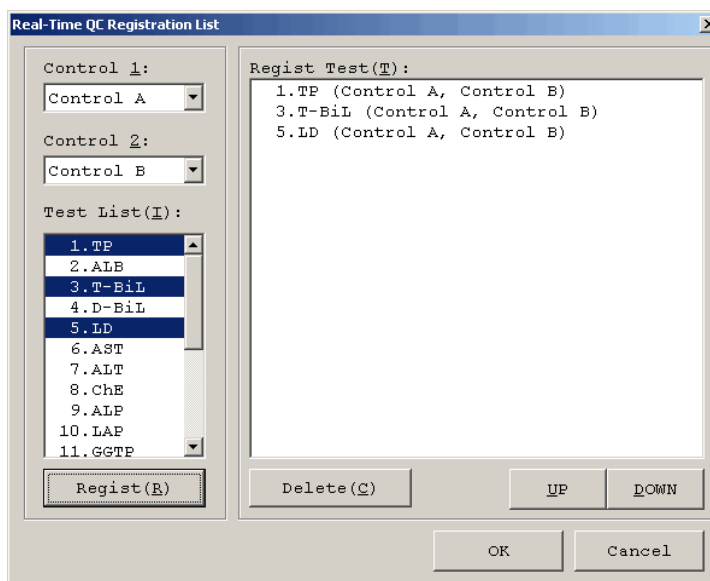 Real-Time QC Registration List
Control 1:
Control A
Control 2:
Control B
Test List(I):
1.TP
2.ALB
3.T-BiL
4.D-BiL
5.LD
6.AST
7.ALT
8.ChE
9.ALP
10.LAP
11.GGTP
Regist(R)
Regist Test(T):
1.TP (Control A, Control B)
3.T-BiL (Control A, Control B)
5.LD (Control A, Control B)
Delete(C)
UP
DOWN
OK
Cancel